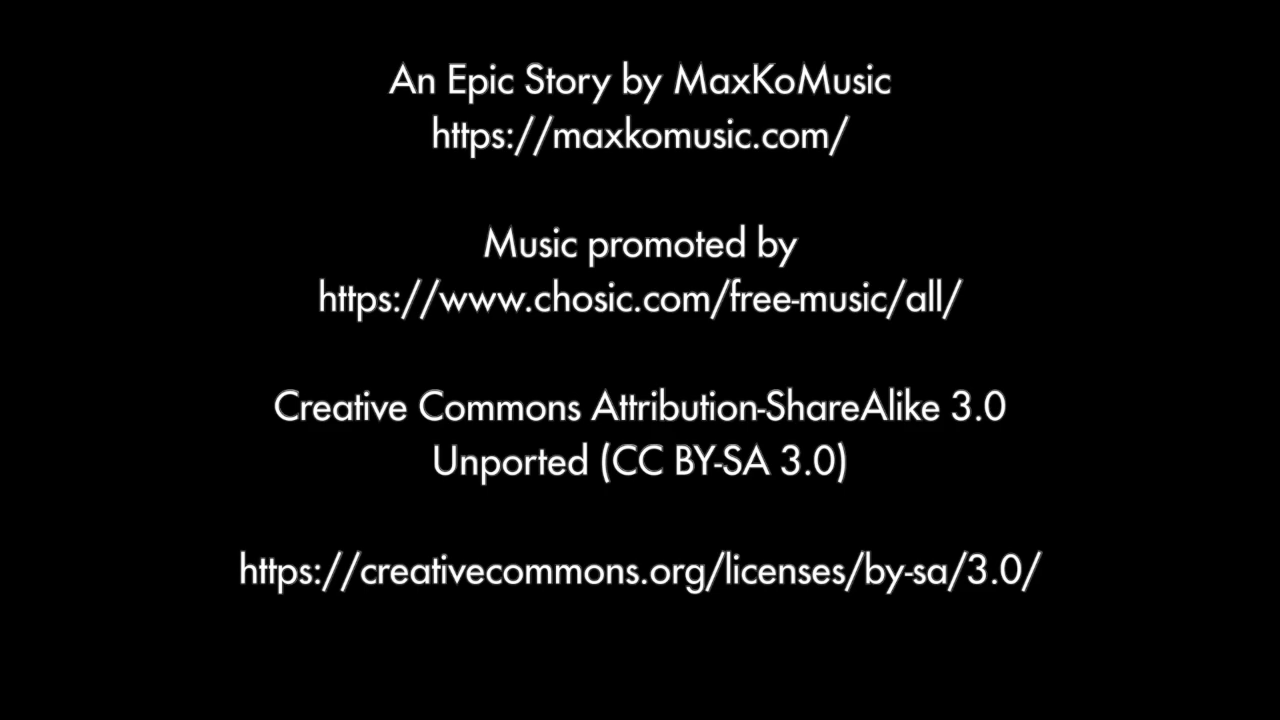 An Epic Story by MaxKoMusic
https://maxkomusic.com/
Music promoted by
https://www.chosic.com/free-music/all/
Creative Commons Attribution-ShareAlike 3.0
Unported (CC BY-SA 3.0)
https://creativecommons.org/licenses/by-sa/3.0/